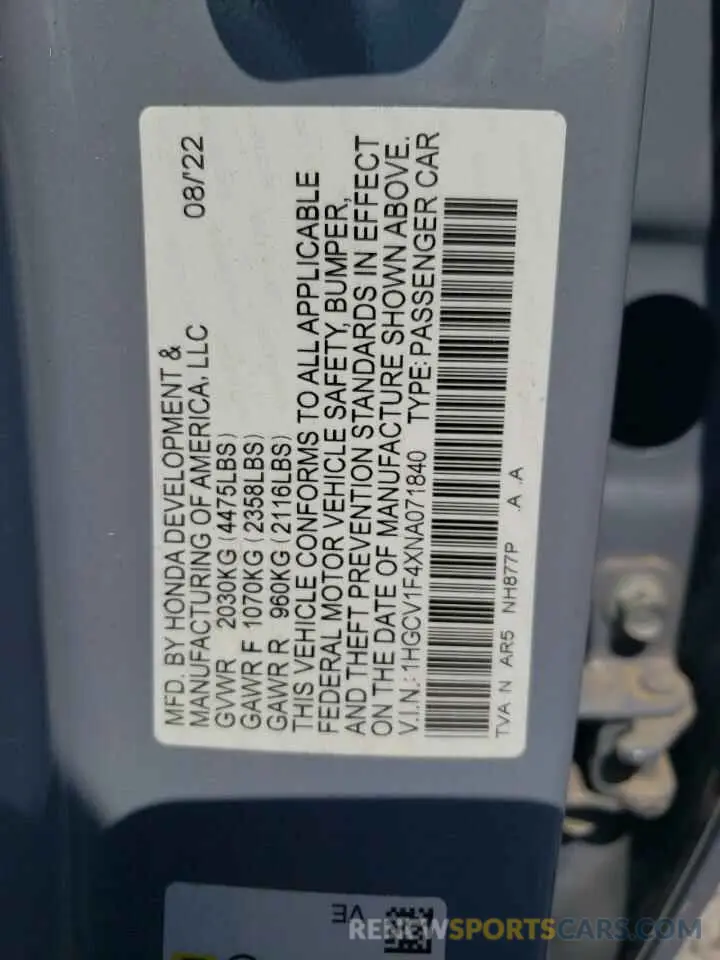 MFD. BY HONDA DEVELOPMENT & 08/'22
MANUFACTURING OF AMERICA, LLC
GVWR 2030KG (4475LBS)
GAWR F 1070KG (2358LBS)
GAWR R 960KG (2116LBS)
THIS VEHICLE CONFORMS TO ALL APPLICABLE
FEDERAL MOTOR VEHICLE SAFETY, BUMPER,
AND THEFT PREVENTION STANDARDS IN EFFECT
ON THE DATE OF MANUFACTURE SHOWN ABOVE.
V.I.N.: 1HGCV1F4XNA071840 TYPE: PASSENGER CAR
TVA N AR5 NH877P .A .A
VE
RENEWSPORTSCARS.COM